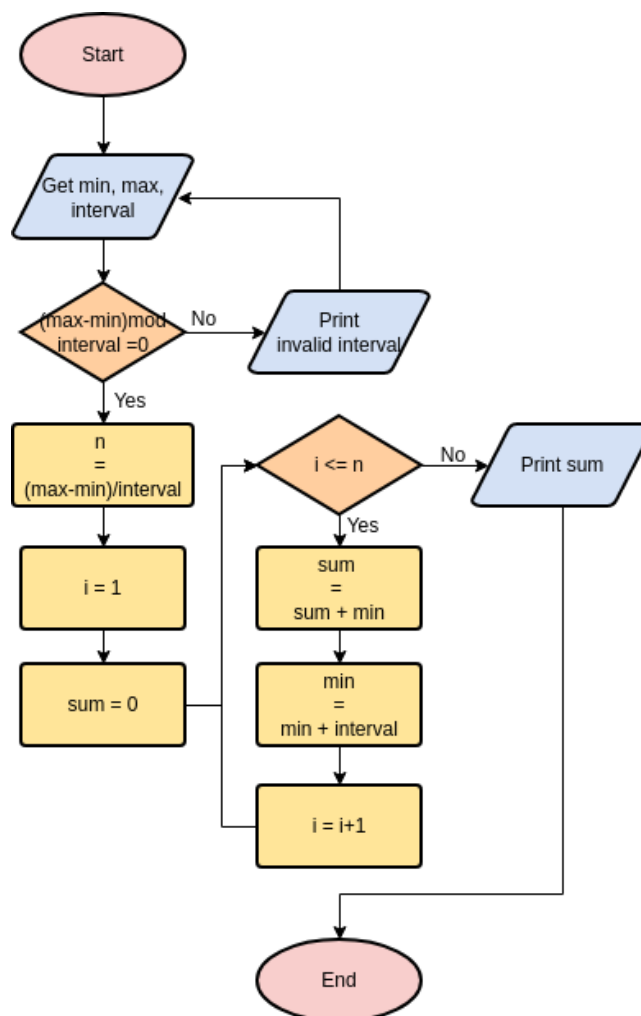 Start
Get min, max,
interval
(max-min)mod
interval =0
No
Print
invalid interval
Yes
n
=
(max-min)/interval
i = 1
sum = 0
i <= n
No
Print sum
Yes
sum
=
sum + min
min
=
min + interval
i = i+1
End